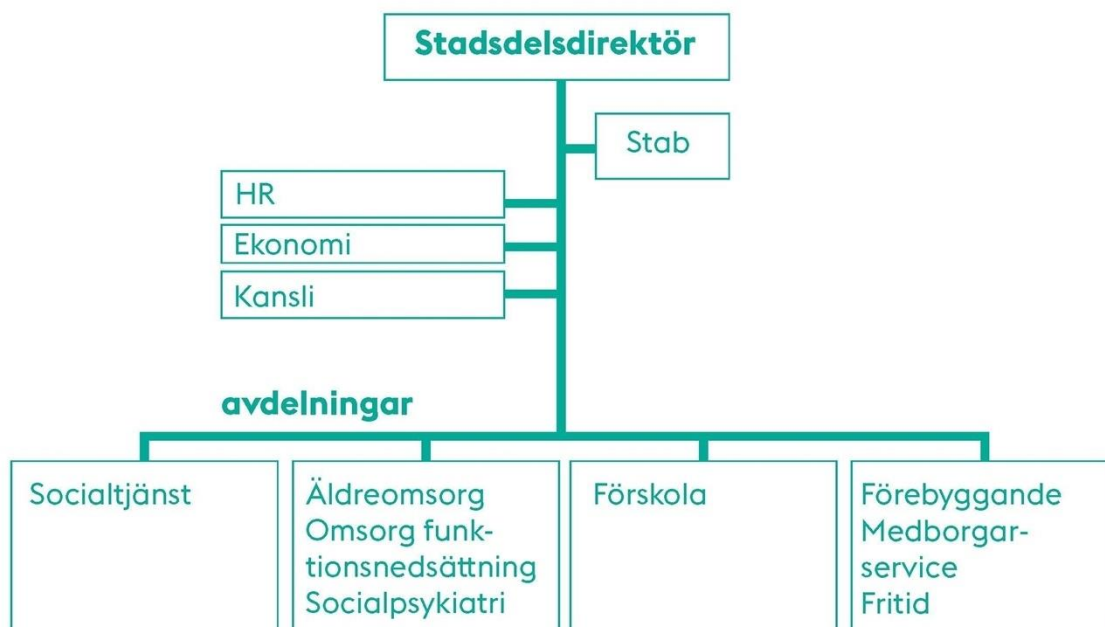 Stadsdelsdirektör
Stab
HR
Ekonomi
Kansli
avdelningar
Socialtjänst
Äldreomsorg
Omsorg funk-
tionsnedsättning
Socialpsykiatri
Förskola
Förebyggande
Medborgar-
service
Fritid